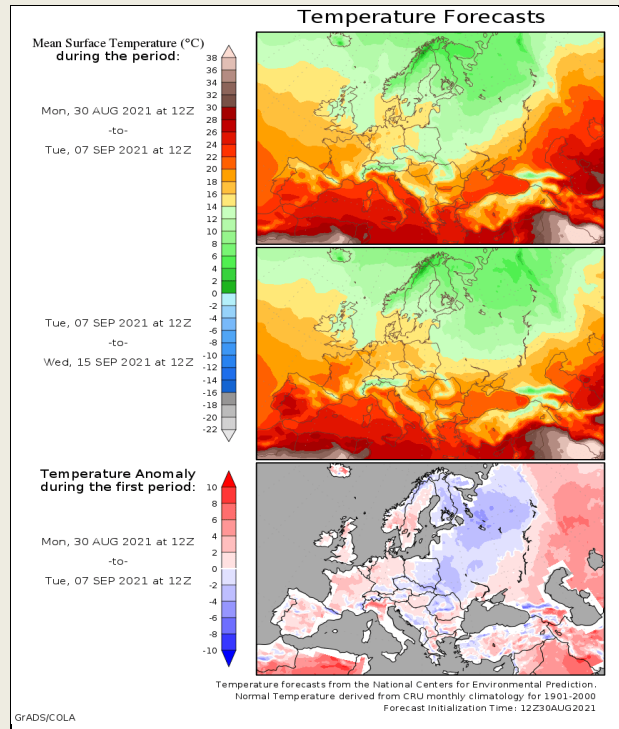 Temperature Forecasts
Mean Surface Temperature (°C)
during the period:
Mon, 30 AUG 2021 at 12Z
-to-
Tue, 07 SEP 2021 at 12Z
38
36
34
32
30
28
26
24
22
20
18
16
14
12
10
8
6
4
2
0
-2
-4
-6
-8
-10
-12
-14
-16
-18
-20
-22
Tue, 07 SEP 2021 at 12Z
-to-
Wed, 15 SEP 2021 at 12Z
Temperature Anomaly
during the first period:
Mon, 30 AUG 2021 at 12Z
-to-
Tue, 07 SEP 2021 at 12Z
10
8
6
4
2
0
-2
-4
-6
-8
-10
Temperature forecasts from the National Centers for Environmental Prediction.
Normal Temperature derived from CRU monthly climatology for 1901-2000
Forecast Initialization Time: 12Z30AUG2021
GrADS/COLA